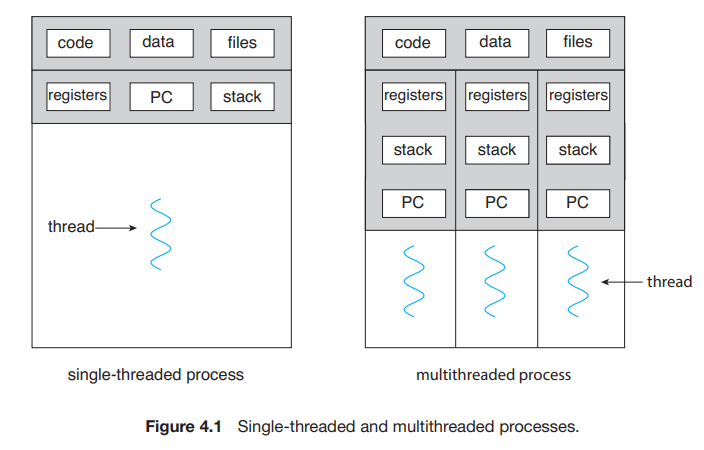 code data files code data files
registers PC stack registers registers registers
stack stack stack
PC PC PC
thread
thread
single-threaded process multithreaded process
Figure 4.1 Single-threaded and multithreaded processes.